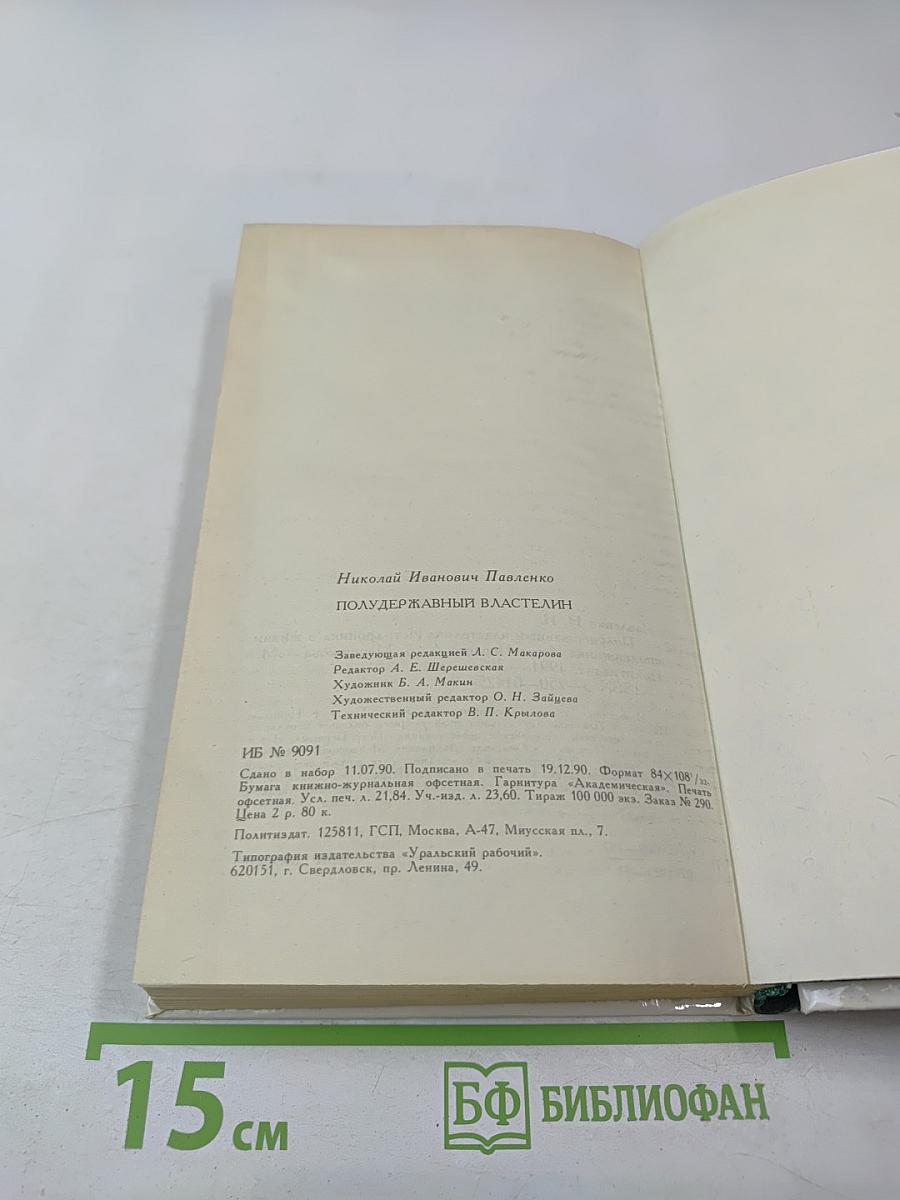 Николай Иванович Павленко
ПОЛУДЕРЖАВНЫЙ ВЛАСТЕЛИН
Заведующая редакцией Л. С. Макарова
Редактор А. Е. Шерешевская
Художник Б. А. Макин
Художественный редактор О. Н. Зайцева
Технический редактор В. П. Крылова
ИБ № 9091
Сдано в набор 11.07.90. Подписано в печать 19.12.90. Формат 84×108¹/₃₂.
Бумага книжно-журнальная офсетная. Гарнитура «Академическая». Печать
офсетная. Усл. печ. л. 21,84. Уч.-изд. л. 23,60. Тираж 100 000 экз. Заказ № 290.
Цена 2 р. 80 к.
Политиздат. 125811, ГСП, Москва, А-47, Миусская пл., 7.
Типография издательства «Уральский рабочий».
620151, г. Свердловск, пр. Ленина, 49.
15 см
БФ БИБЛИОФАН